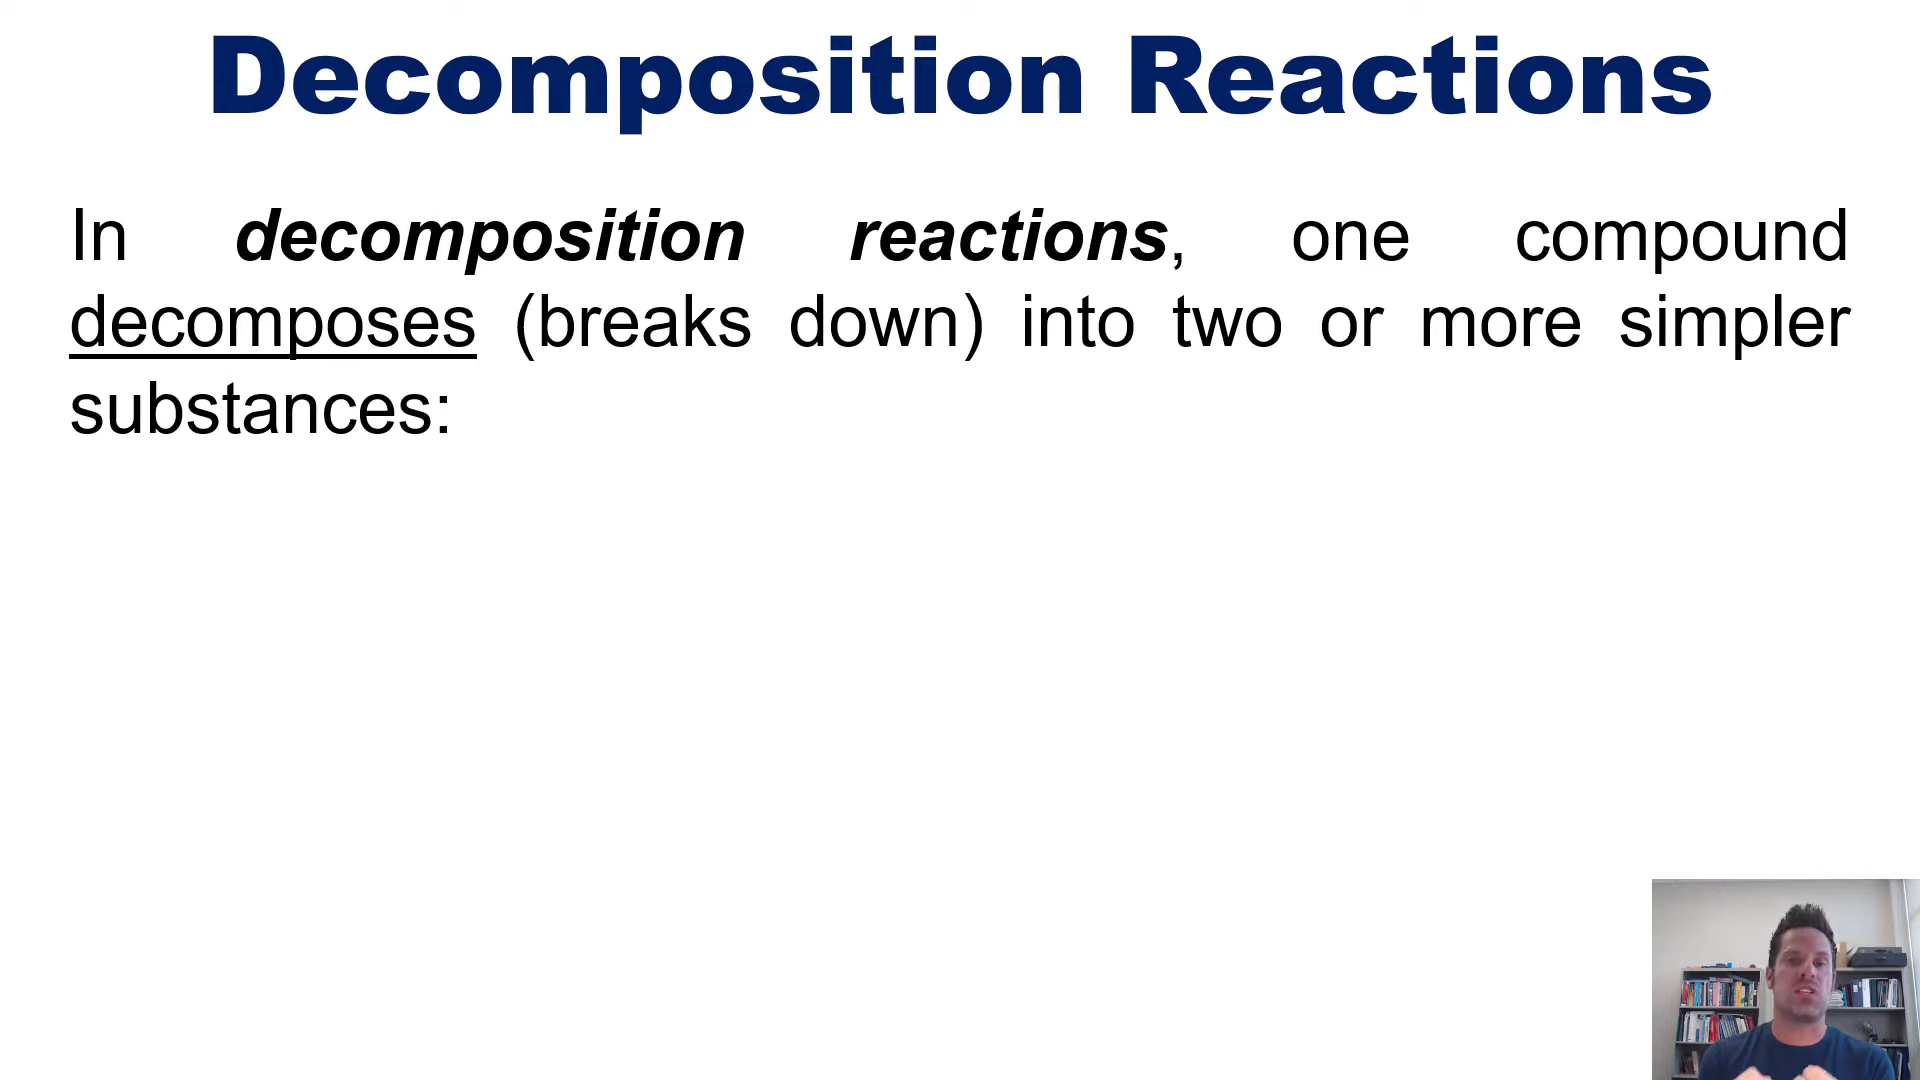 Decomposition Reactions
In decomposition reactions, one compound
decomposes (breaks down) into two or more simpler
substances: